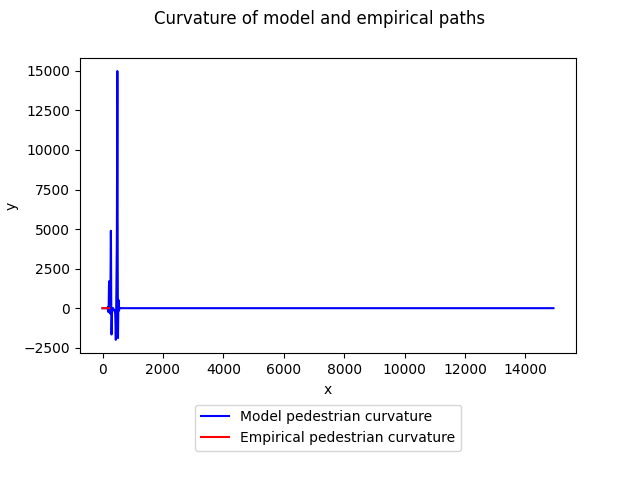 Curvature of model and empirical paths
15000
12500
10000
7500
5000
2500
0
−2500
y
0 2000 4000 6000 8000 10000 12000 14000
x
Model pedestrian curvature
Empirical pedestrian curvature